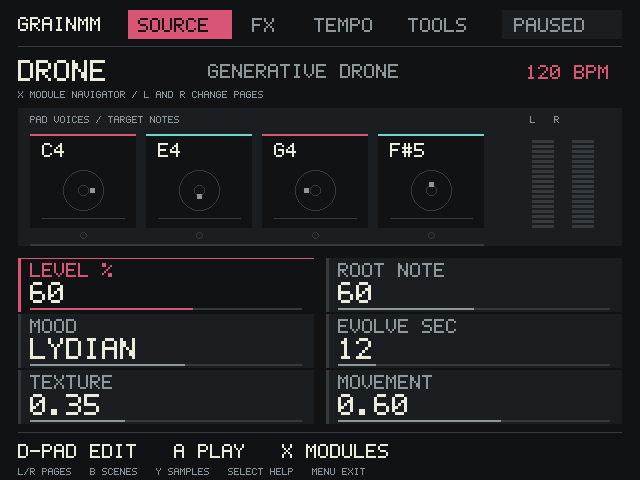 GRAINMM SOURCE FX TEMPO TOOLS PAUSED
DRONE GENERATIVE DRONE 120 BPM
X MODULE NAVIGATOR / L AND R CHANGE PAGES
PAD VOICES / TARGET NOTES L R
C4 E4 G4 F#5
LEVEL % ROOT NOTE
60 60
MOOD EVOLVE SEC
LYDIAN 12
TEXTURE MOVEMENT
0.35 0.60
D-PAD EDIT A PLAY X MODULES
L/R PAGES B SCENES Y SAMPLES SELECT HELP MENU EXIT